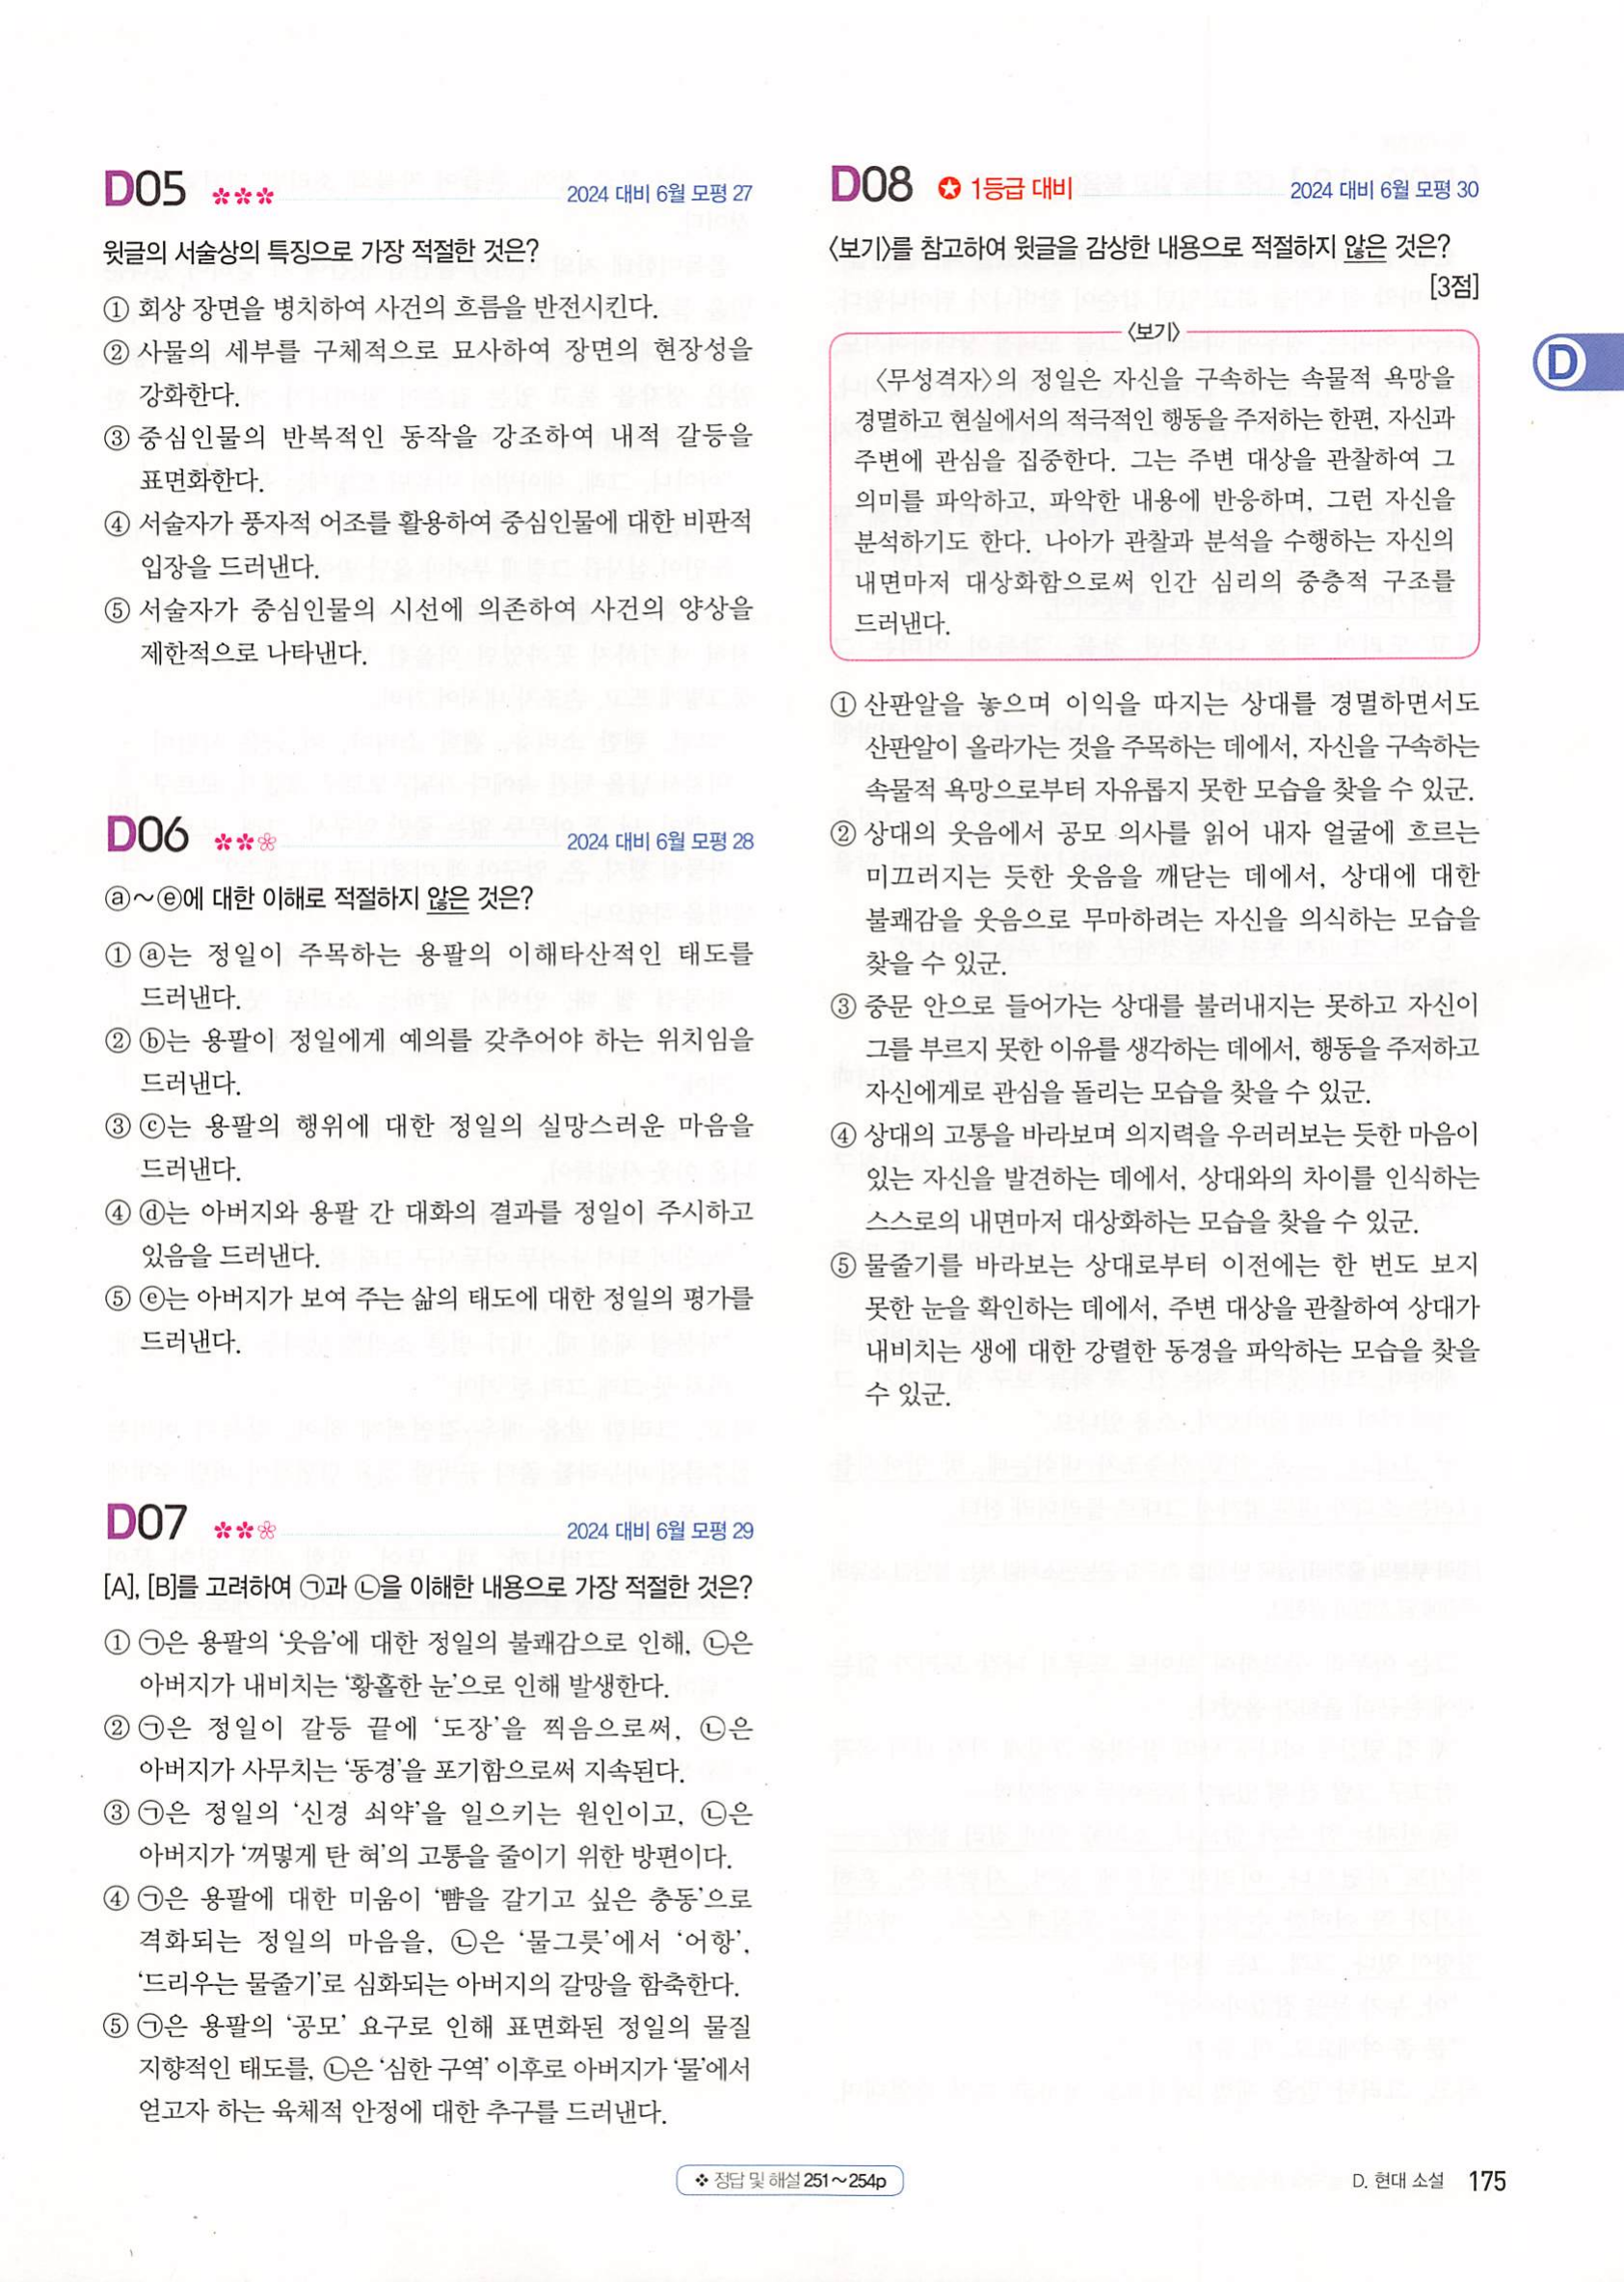 D05 ✽✽✽ 2024 대비 6월 모평 27
윗글의 서술상의 특징으로 가장 적절한 것은?
① 회상 장면을 병치하여 사건의 흐름을 반전시킨다.
② 사물의 세부를 구체적으로 묘사하여 장면의 현장성을
강화한다.
③ 중심인물의 반복적인 동작을 강조하여 내적 갈등을
표면화한다.
④ 서술자가 풍자적 어조를 활용하여 중심인물에 대한 비판적
입장을 드러낸다.
⑤ 서술자가 중심인물의 시선에 의존하여 사건의 양상을
제한적으로 나타낸다.
D06 ✽✽❀ 2024 대비 6월 모평 28
ⓐ~ⓔ에 대한 이해로 적절하지 않은 것은?
① ⓐ는 정일이 주목하는 용팔의 이해타산적인 태도를
드러낸다.
② ⓑ는 용팔이 정일에게 예의를 갖추어야 하는 위치임을
드러낸다.
③ ⓒ는 용팔의 행위에 대한 정일의 실망스러운 마음을
드러낸다.
④ ⓓ는 아버지와 용팔 간 대화의 결과를 정일이 주시하고
있음을 드러낸다.
⑤ ⓔ는 아버지가 보여 주는 삶의 태도에 대한 정일의 평가를
드러낸다.
D07 ✽✽❀ 2024 대비 6월 모평 29
[A], [B]를 고려하여 ㉠과 ㉡을 이해한 내용으로 가장 적절한 것은?
① ㉠은 용팔의 ‘웃음’에 대한 정일의 불쾌감으로 인해, ㉡은
아버지가 내비치는 ‘황홀한 눈’으로 인해 발생한다.
② ㉠은 정일이 갈등 끝에 ‘도장’을 찍음으로써, ㉡은
아버지가 사무치는 ‘동경’을 포기함으로써 지속된다.
③ ㉠은 정일의 ‘신경 쇠약’을 일으키는 원인이고, ㉡은
아버지가 ‘꺼멓게 탄 혀’의 고통을 줄이기 위한 방편이다.
④ ㉠은 용팔에 대한 미움이 ‘뺨을 갈기고 싶은 충동’으로
격화되는 정일의 마음을, ㉡은 ‘물그릇’에서 ‘어항’,
‘드리우는 물줄기’로 심화되는 아버지의 갈망을 함축한다.
⑤ ㉠은 용팔의 ‘공모’ 요구로 인해 표면화된 정일의 물질
지향적인 태도를, ㉡은 ‘심한 구역’ 이후로 아버지가 ‘물’에서
얻고자 하는 육체적 안정에 대한 추구를 드러낸다.
D08 ✪ 1등급 대비 2024 대비 6월 모평 30
〈보기〉를 참고하여 윗글을 감상한 내용으로 적절하지 않은 것은?
[3점]
〈보기〉
〈무성격자〉의 정일은 자신을 구속하는 속물적 욕망을
경멸하고 현실에서의 적극적인 행동을 주저하는 한편, 자신과
주변에 관심을 집중한다. 그는 주변 대상을 관찰하여 그
의미를 파악하고, 파악한 내용에 반응하며, 그런 자신을
분석하기도 한다. 나아가 관찰과 분석을 수행하는 자신의
내면마저 대상화함으로써 인간 심리의 중층적 구조를
드러낸다.
① 산판알을 놓으며 이익을 따지는 상대를 경멸하면서도
산판알이 올라가는 것을 주목하는 데에서, 자신을 구속하는
속물적 욕망으로부터 자유롭지 못한 모습을 찾을 수 있군.
② 상대의 웃음에서 공모 의사를 읽어 내자 얼굴에 흐르는
미끄러지는 듯한 웃음을 깨닫는 데에서, 상대에 대한
불쾌감을 웃음으로 무마하려는 자신을 의식하는 모습을
찾을 수 있군.
③ 중문 안으로 들어가는 상대를 불러내지는 못하고 자신이
그를 부르지 못한 이유를 생각하는 데에서, 행동을 주저하고
자신에게로 관심을 돌리는 모습을 찾을 수 있군.
④ 상대의 고통을 바라보며 의지력을 우러러보는 듯한 마음이
있는 자신을 발견하는 데에서, 상대와의 차이를 인식하는
스스로의 내면마저 대상화하는 모습을 찾을 수 있군.
⑤ 물줄기를 바라보는 상대로부터 이전에는 한 번도 보지
못한 눈을 확인하는 데에서, 주변 대상을 관찰하여 상대가
내비치는 생에 대한 강렬한 동경을 파악하는 모습을 찾을
수 있군.
D
❖ 정답 및 해설 251~254p
D. 현대 소설 175